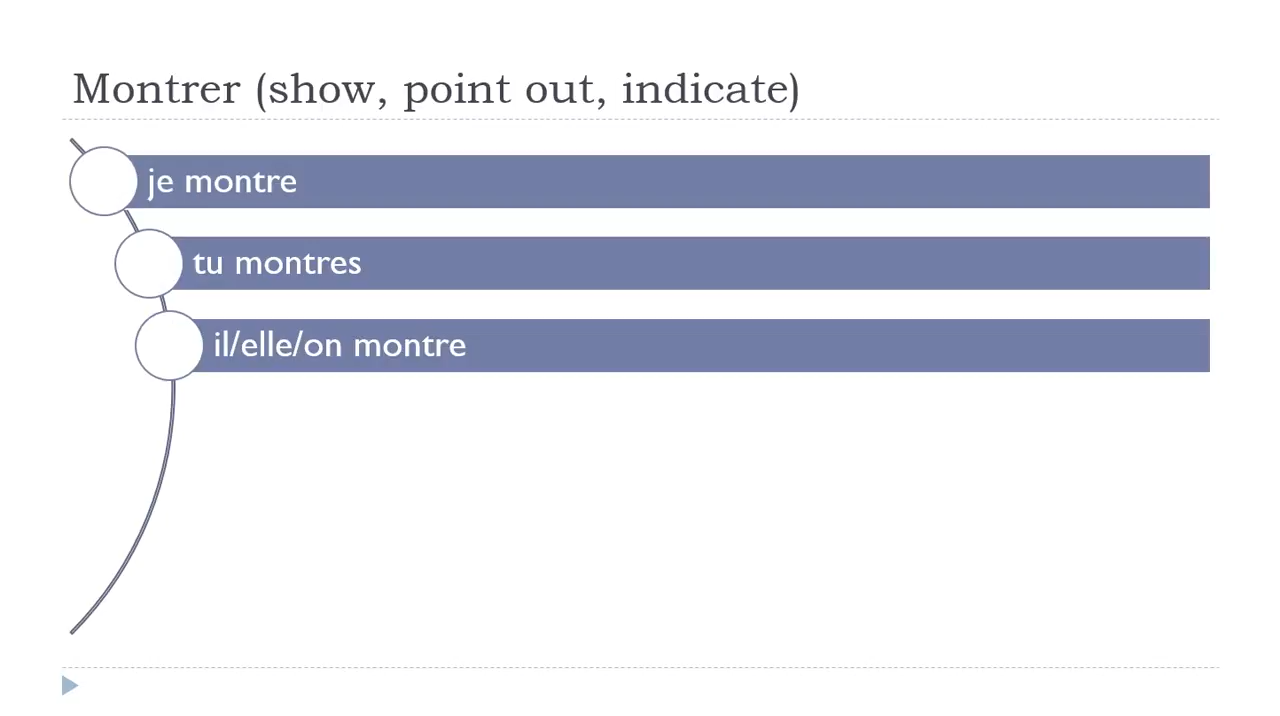 Montrer (show, point out, indicate)
je montre
tu montres
il/elle/on montre